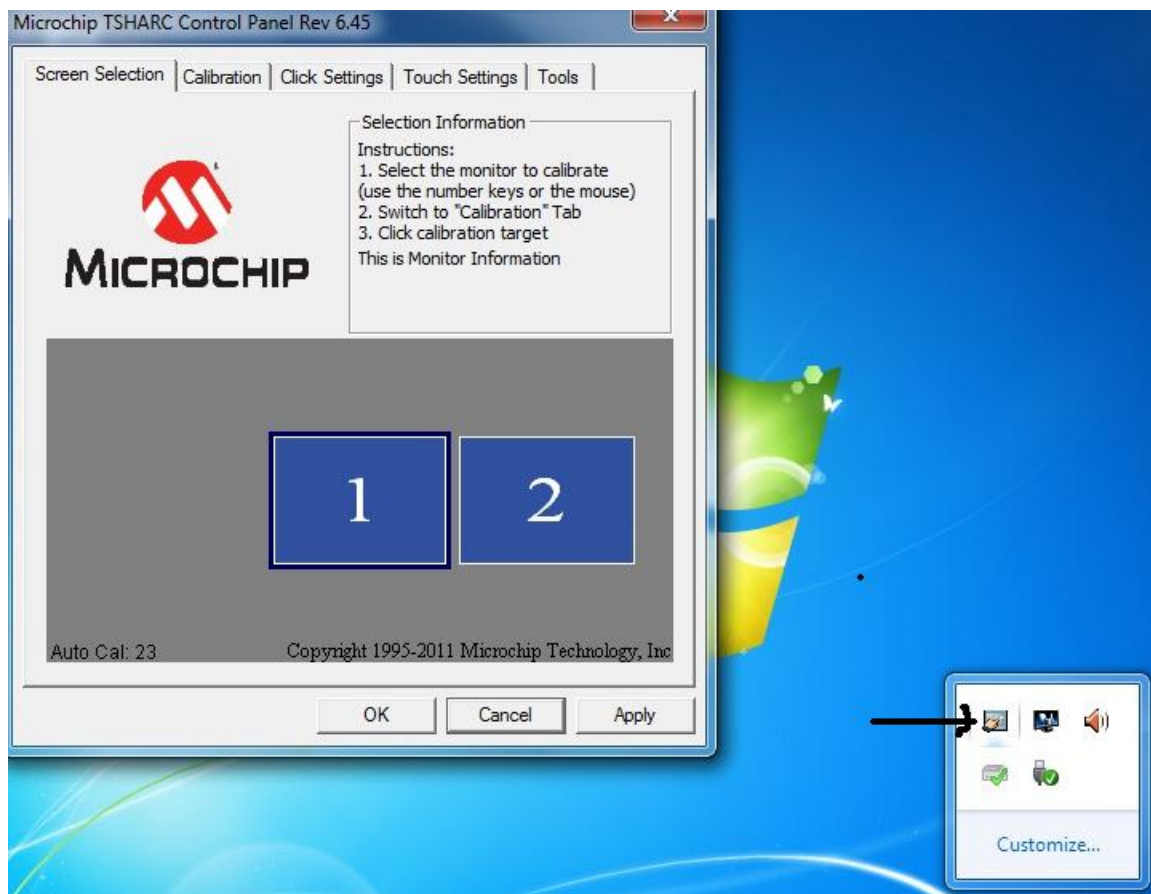 Microchip TSHARC Control Panel Rev 6.45
Screen Selection Calibration Click Settings Touch Settings Tools
Selection Information
Instructions:
1. Select the monitor to calibrate
(use the number keys or the mouse)
2. Switch to "Calibration" Tab
3. Click calibration target
This is Monitor Information
MICROCHIP
1 2
Auto Cal: 23 Copyright 1995-2011 Microchip Technology, Inc
OK Cancel Apply
Customize...